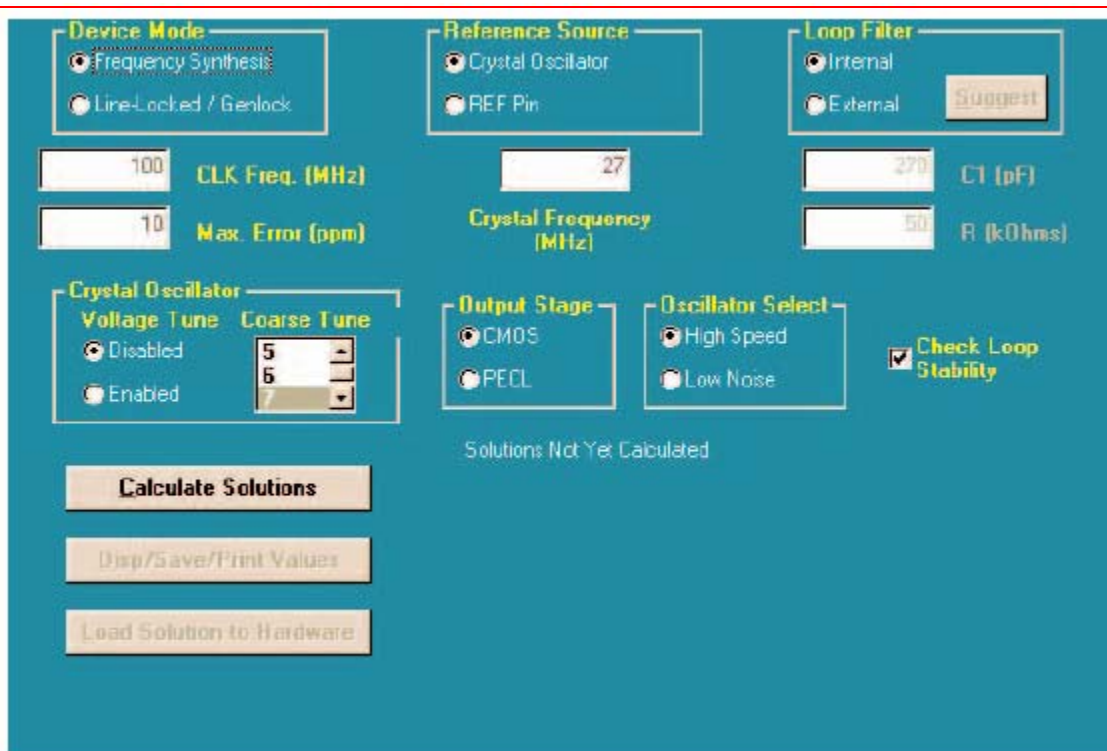 Device Mode
Frequency Synthesis
Line-Locked / Genlock
Reference Source
Crystal Oscillator
REF Pin
Loop Filter
Internal
External
Suggest
100
CLK Freq. (MHz)
10
Max. Error (ppm)
27
Crystal Frequency
(MHz)
270
C1 (pF)
50
R (kOhms)
Crystal Oscillator
Voltage Tune
Disabled
Enabled
Coarse Tune
5
6
7
Output Stage
CMOS
PECL
Oscillator Select
High Speed
Low Noise
Check Loop
Stability
Solutions Not Yet Calculated
Calculate Solutions
Disp/Save/Print Values
Load Solution to Hardware